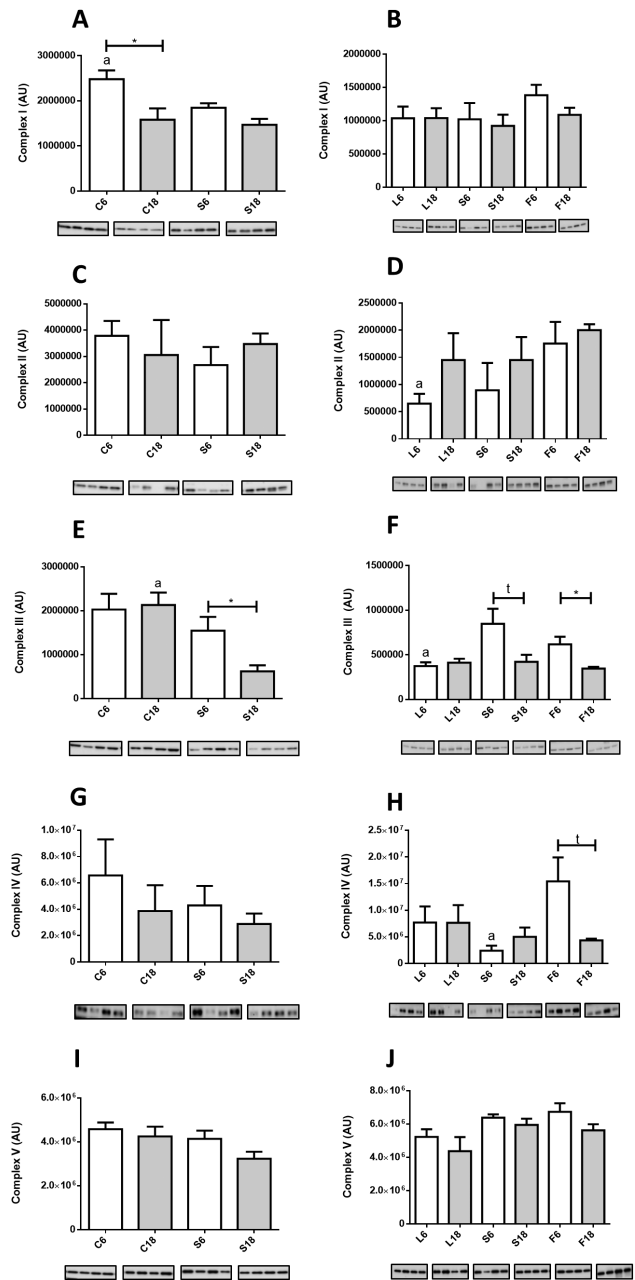 A
Complex I (AU)
3000000
2000000
1000000
0
a
*
C6 C18 S6 S18
B
Complex I (AU)
2000000
1500000
1000000
500000
0
L6 L18 S6 S18 F6 F18
C
Complex II (AU)
5000000
4000000
3000000
2000000
1000000
0
C6 C18 S6 S18
D
Complex II (AU)
2500000
2000000
1500000
1000000
500000
0
a
L6 L18 S6 S18 F6 F18
E
Complex III (AU)
3000000
2000000
1000000
0
a
*
C6 C18 S6 S18
F
Complex III (AU)
1500000
1000000
500000
0
a
t
*
L6 L18 S6 S18 F6 F18
G
Complex IV (AU)
1.0×10⁷
8.0×10⁶
6.0×10⁶
4.0×10⁶
2.0×10⁶
0
C6 C18 S6 S18
H
Complex IV (AU)
2.5×10⁷
2.0×10⁷
1.5×10⁷
1.0×10⁷
5.0×10⁶
0
a
t
L6 L18 S6 S18 F6 F18
I
Complex V (AU)
6.0×10⁶
4.0×10⁶
2.0×10⁶
0
C6 C18 S6 S18
J
Complex V (AU)
8.0×10⁶
6.0×10⁶
4.0×10⁶
2.0×10⁶
0
L6 L18 S6 S18 F6 F18